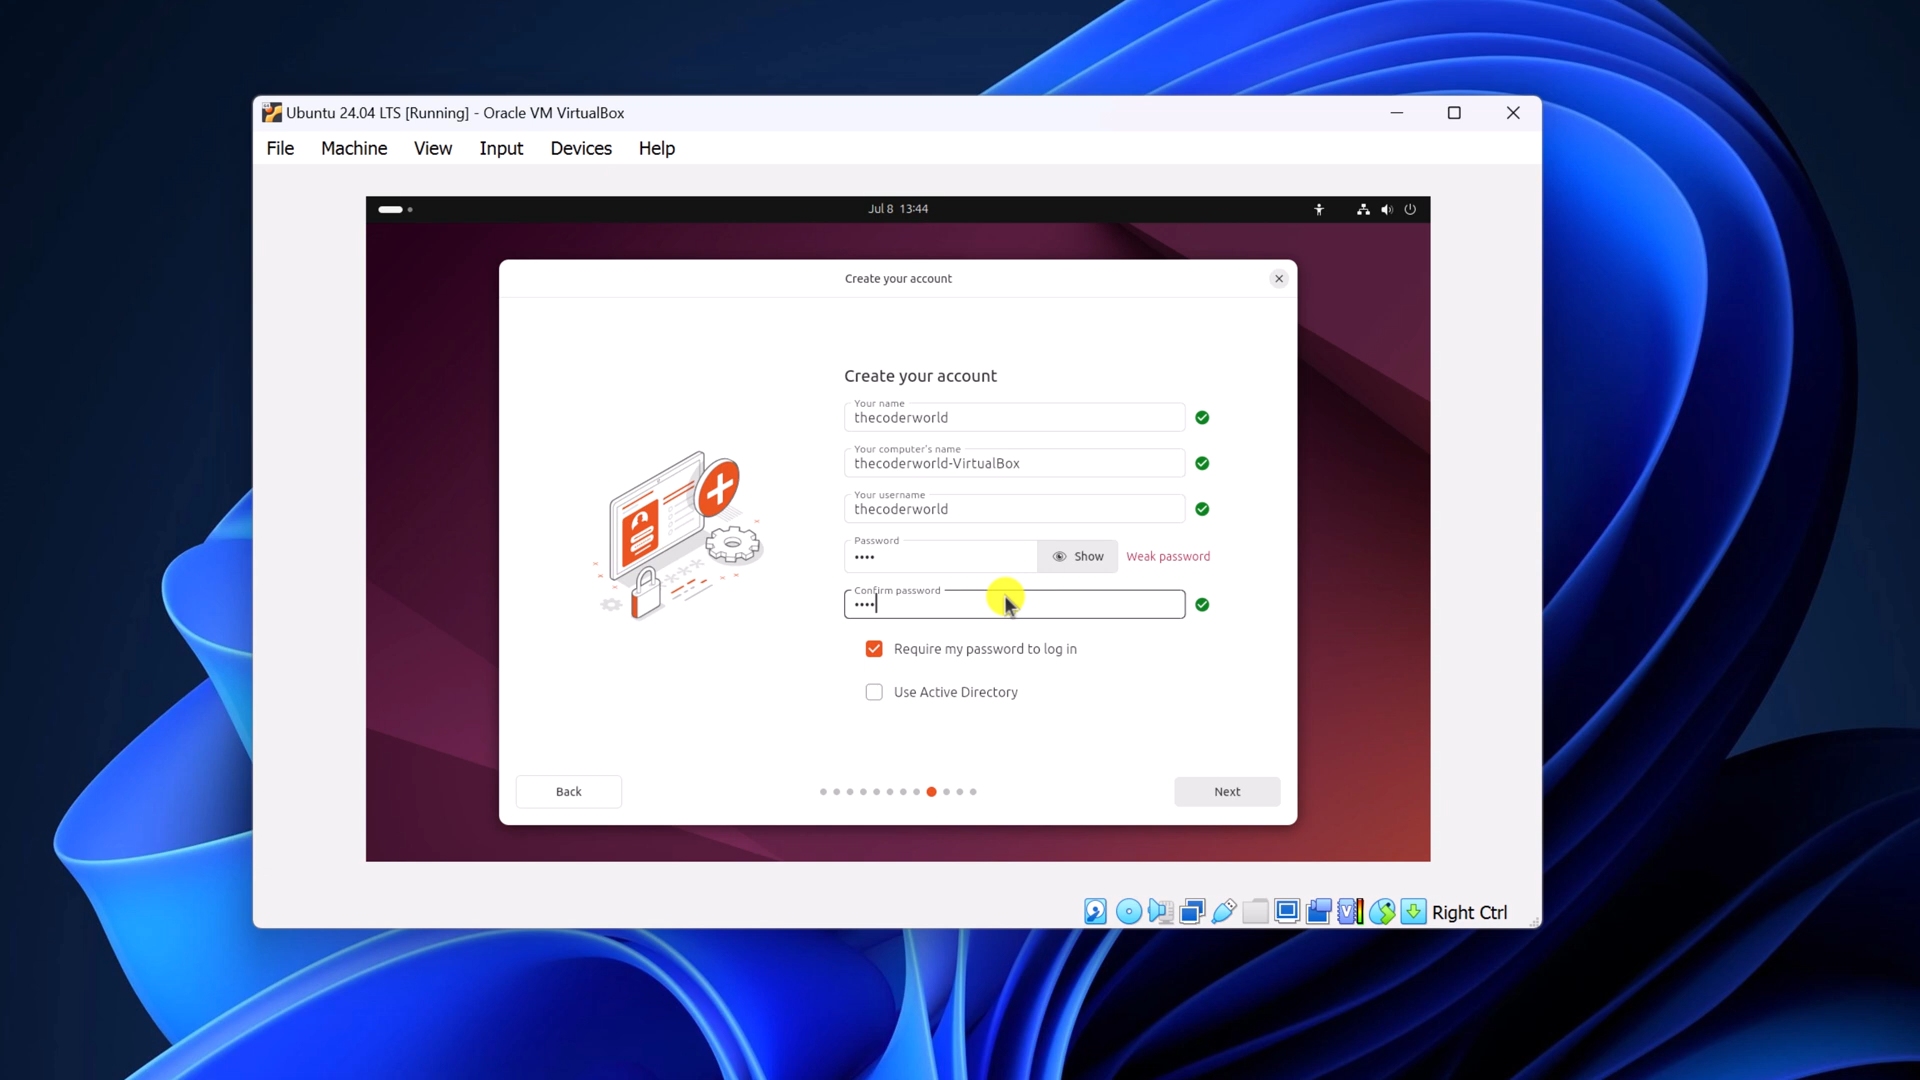 Ubuntu 24.04 LTS [Running] - Oracle VM VirtualBox
File Machine View Input Devices Help
Jul 8 13:44
Create your account
Create your account
Your name
thecoderworld
Your computer's name
thecoderworld-VirtualBox
Your username
thecoderworld
Password
••••
Show
Weak password
Confirm password
••••
Require my password to log in
Use Active Directory
Back
Next
Right Ctrl